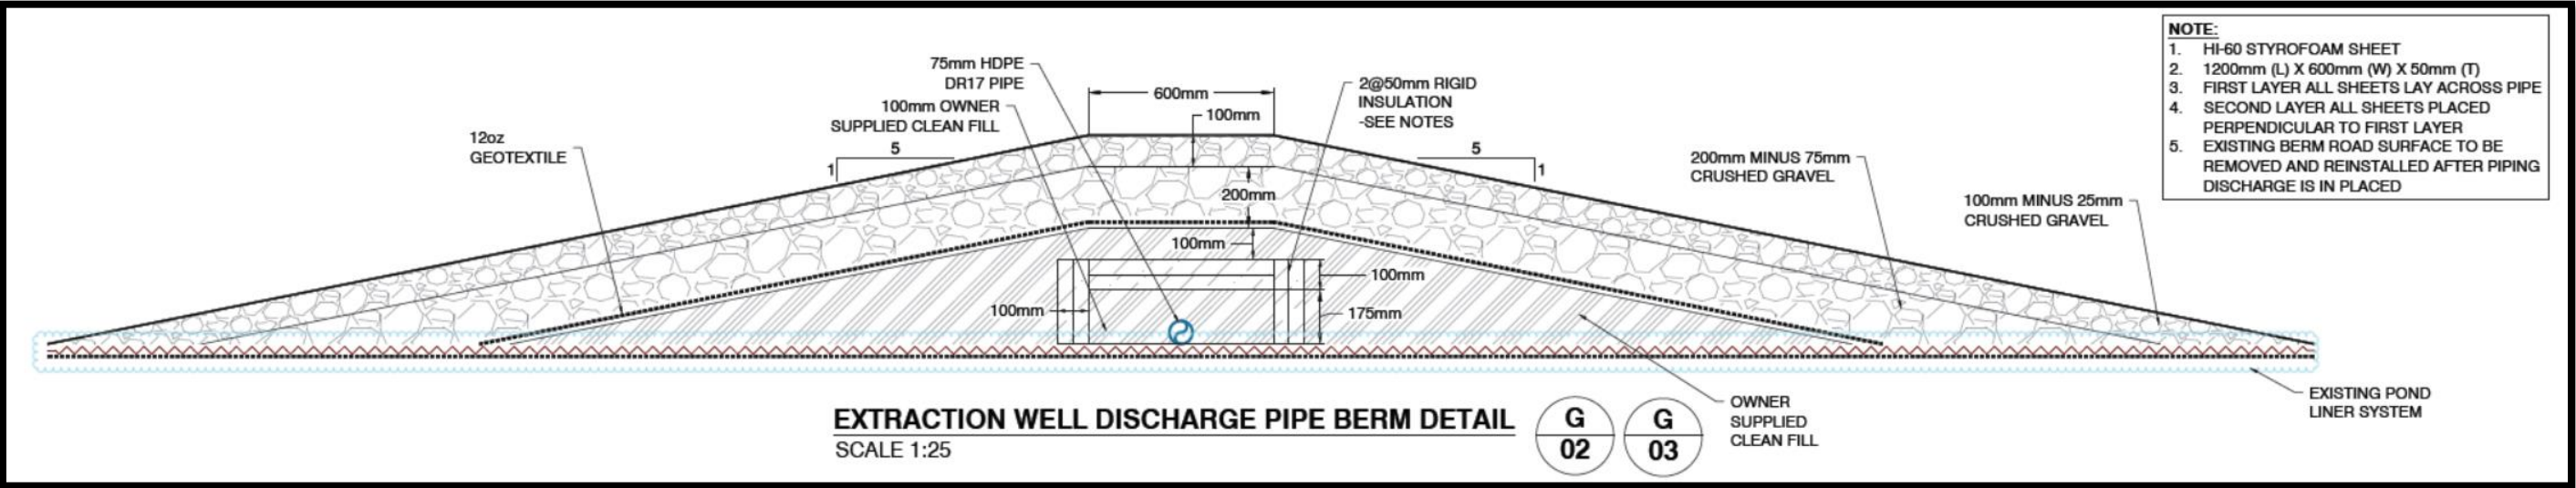 75mm HDPE
DR17 PIPE
100mm OWNER
SUPPLIED CLEAN FILL
12oz
GEOTEXTILE
1
5
600mm
100mm
200mm
100mm
100mm
100mm
175mm
2@50mm RIGID
INSULATION
-SEE NOTES
5
1
200mm MINUS 75mm
CRUSHED GRAVEL
100mm MINUS 25mm
CRUSHED GRAVEL
NOTE:
1. HI-60 STYROFOAM SHEET
2. 1200mm (L) X 600mm (W) X 50mm (T)
3. FIRST LAYER ALL SHEETS LAY ACROSS PIPE
4. SECOND LAYER ALL SHEETS PLACED
PERPENDICULAR TO FIRST LAYER
5. EXISTING BERM ROAD SURFACE TO BE
REMOVED AND REINSTALLED AFTER PIPING
DISCHARGE IS IN PLACED
EXISTING POND
LINER SYSTEM
OWNER
SUPPLIED
CLEAN FILL
EXTRACTION WELL DISCHARGE PIPE BERM DETAIL
SCALE 1:25
G
02
G
03